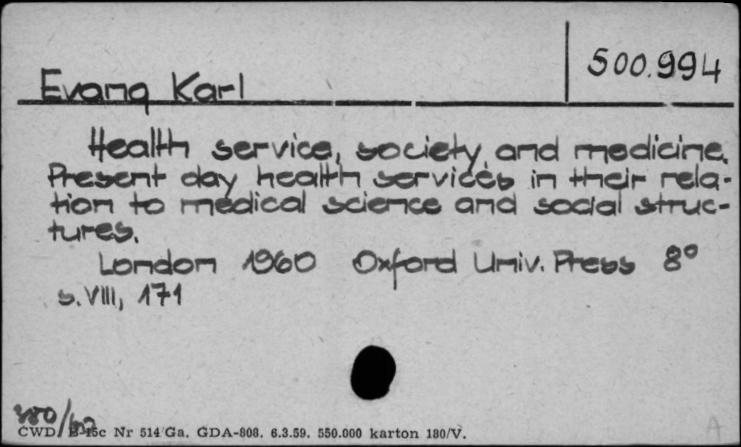 500.994
Evang Karl
Health service, society, and medicine.
Present day health services in their rela-
tion to medical science and social struc-
tures.
London 1960 Oxford Univ. Press 8°
s. VIII, 171
CWD B-15c Nr 514/Ga. GDA-808. 6.3.59. 550.000 karton 180/V.
A